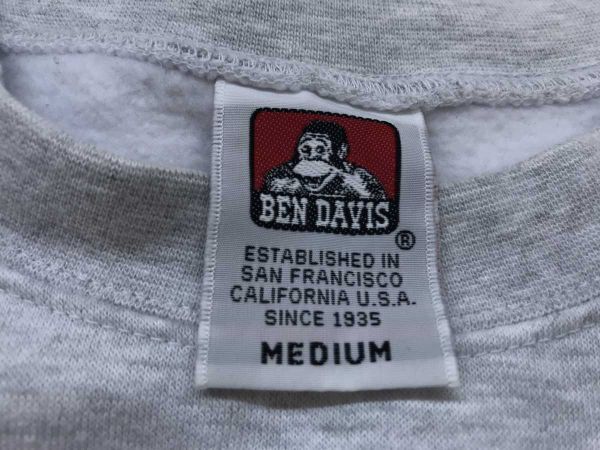 BEN DAVIS
®
ESTABLISHED IN
SAN FRANCISCO
CALIFORNIA U.S.A.
SINCE 1935
MEDIUM